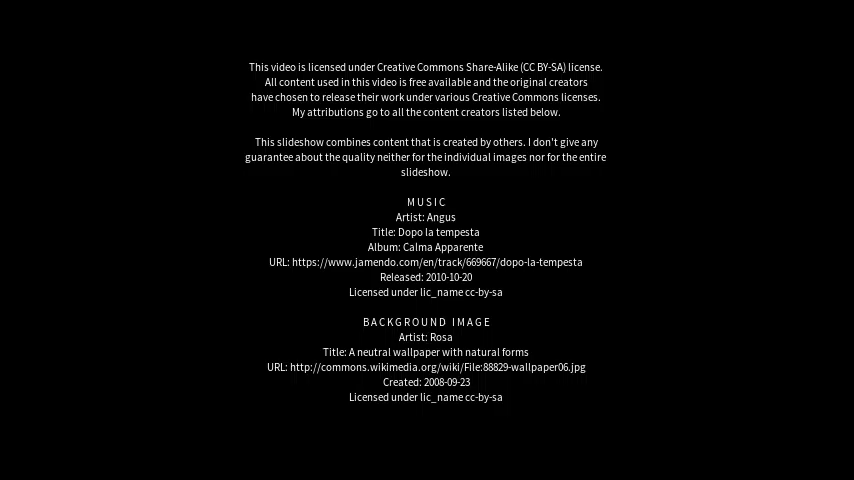 This video is licensed under Creative Commons Share-Alike (CC BY-SA) license.
All content used in this video is free available and the original creators
have chosen to release their work under various Creative Commons licenses.
My attributions go to all the content creators listed below.
This slideshow combines content that is created by others. I don't give any
guarantee about the quality neither for the individual images nor for the entire
slideshow.
MUSIC
Artist: Angus
Title: Dopo la tempesta
Album: Calma Apparente
URL: https://www.jamendo.com/en/track/669667/dopo-la-tempesta
Released: 2010-10-20
Licensed under lic_name cc-by-sa
BACKGROUND IMAGE
Artist: Rosa
Title: A neutral wallpaper with natural forms
URL: http://commons.wikimedia.org/wiki/File:88829-wallpaper06.jpg
Created: 2008-09-23
Licensed under lic_name cc-by-sa